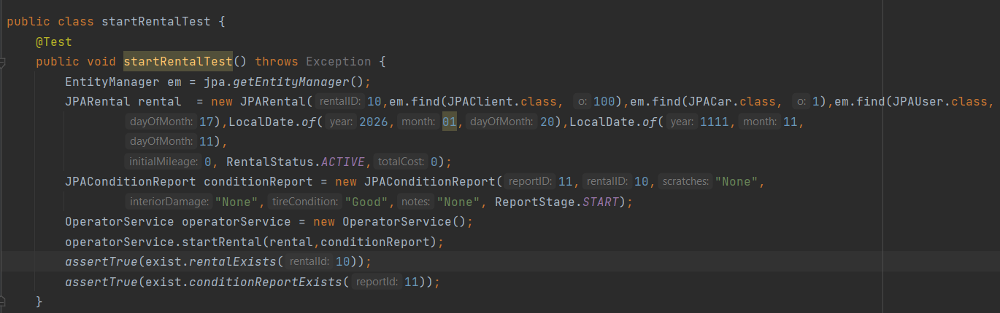 public class startRentalTest {
@Test
public void startRentalTest() throws Exception {
EntityManager em = jpa.getEntityManager();
JPARental rental  = new JPARental( rentalID: 10,em.find(JPAClient.class,  o: 100),em.find(JPACar.class,  o: 1),em.find(JPAUser.class,
dayOfMonth: 17),LocalDate.of( year: 2026, month: 01, dayOfMonth: 20),LocalDate.of( year: 1111, month: 11,
dayOfMonth: 11),
initialMileage: 0, RentalStatus.ACTIVE, totalCost: 0);
JPAConditionReport conditionReport = new JPAConditionReport( reportID: 11, rentalID: 10, scratches: "None",
interiorDamage: "None", tireCondition: "Good", notes: "None", ReportStage.START);
OperatorService operatorService = new OperatorService();
operatorService.startRental(rental,conditionReport);
assertTrue(exist.rentalExists( rentalId: 10));
assertTrue(exist.conditionReportExists( reportId: 11));
}